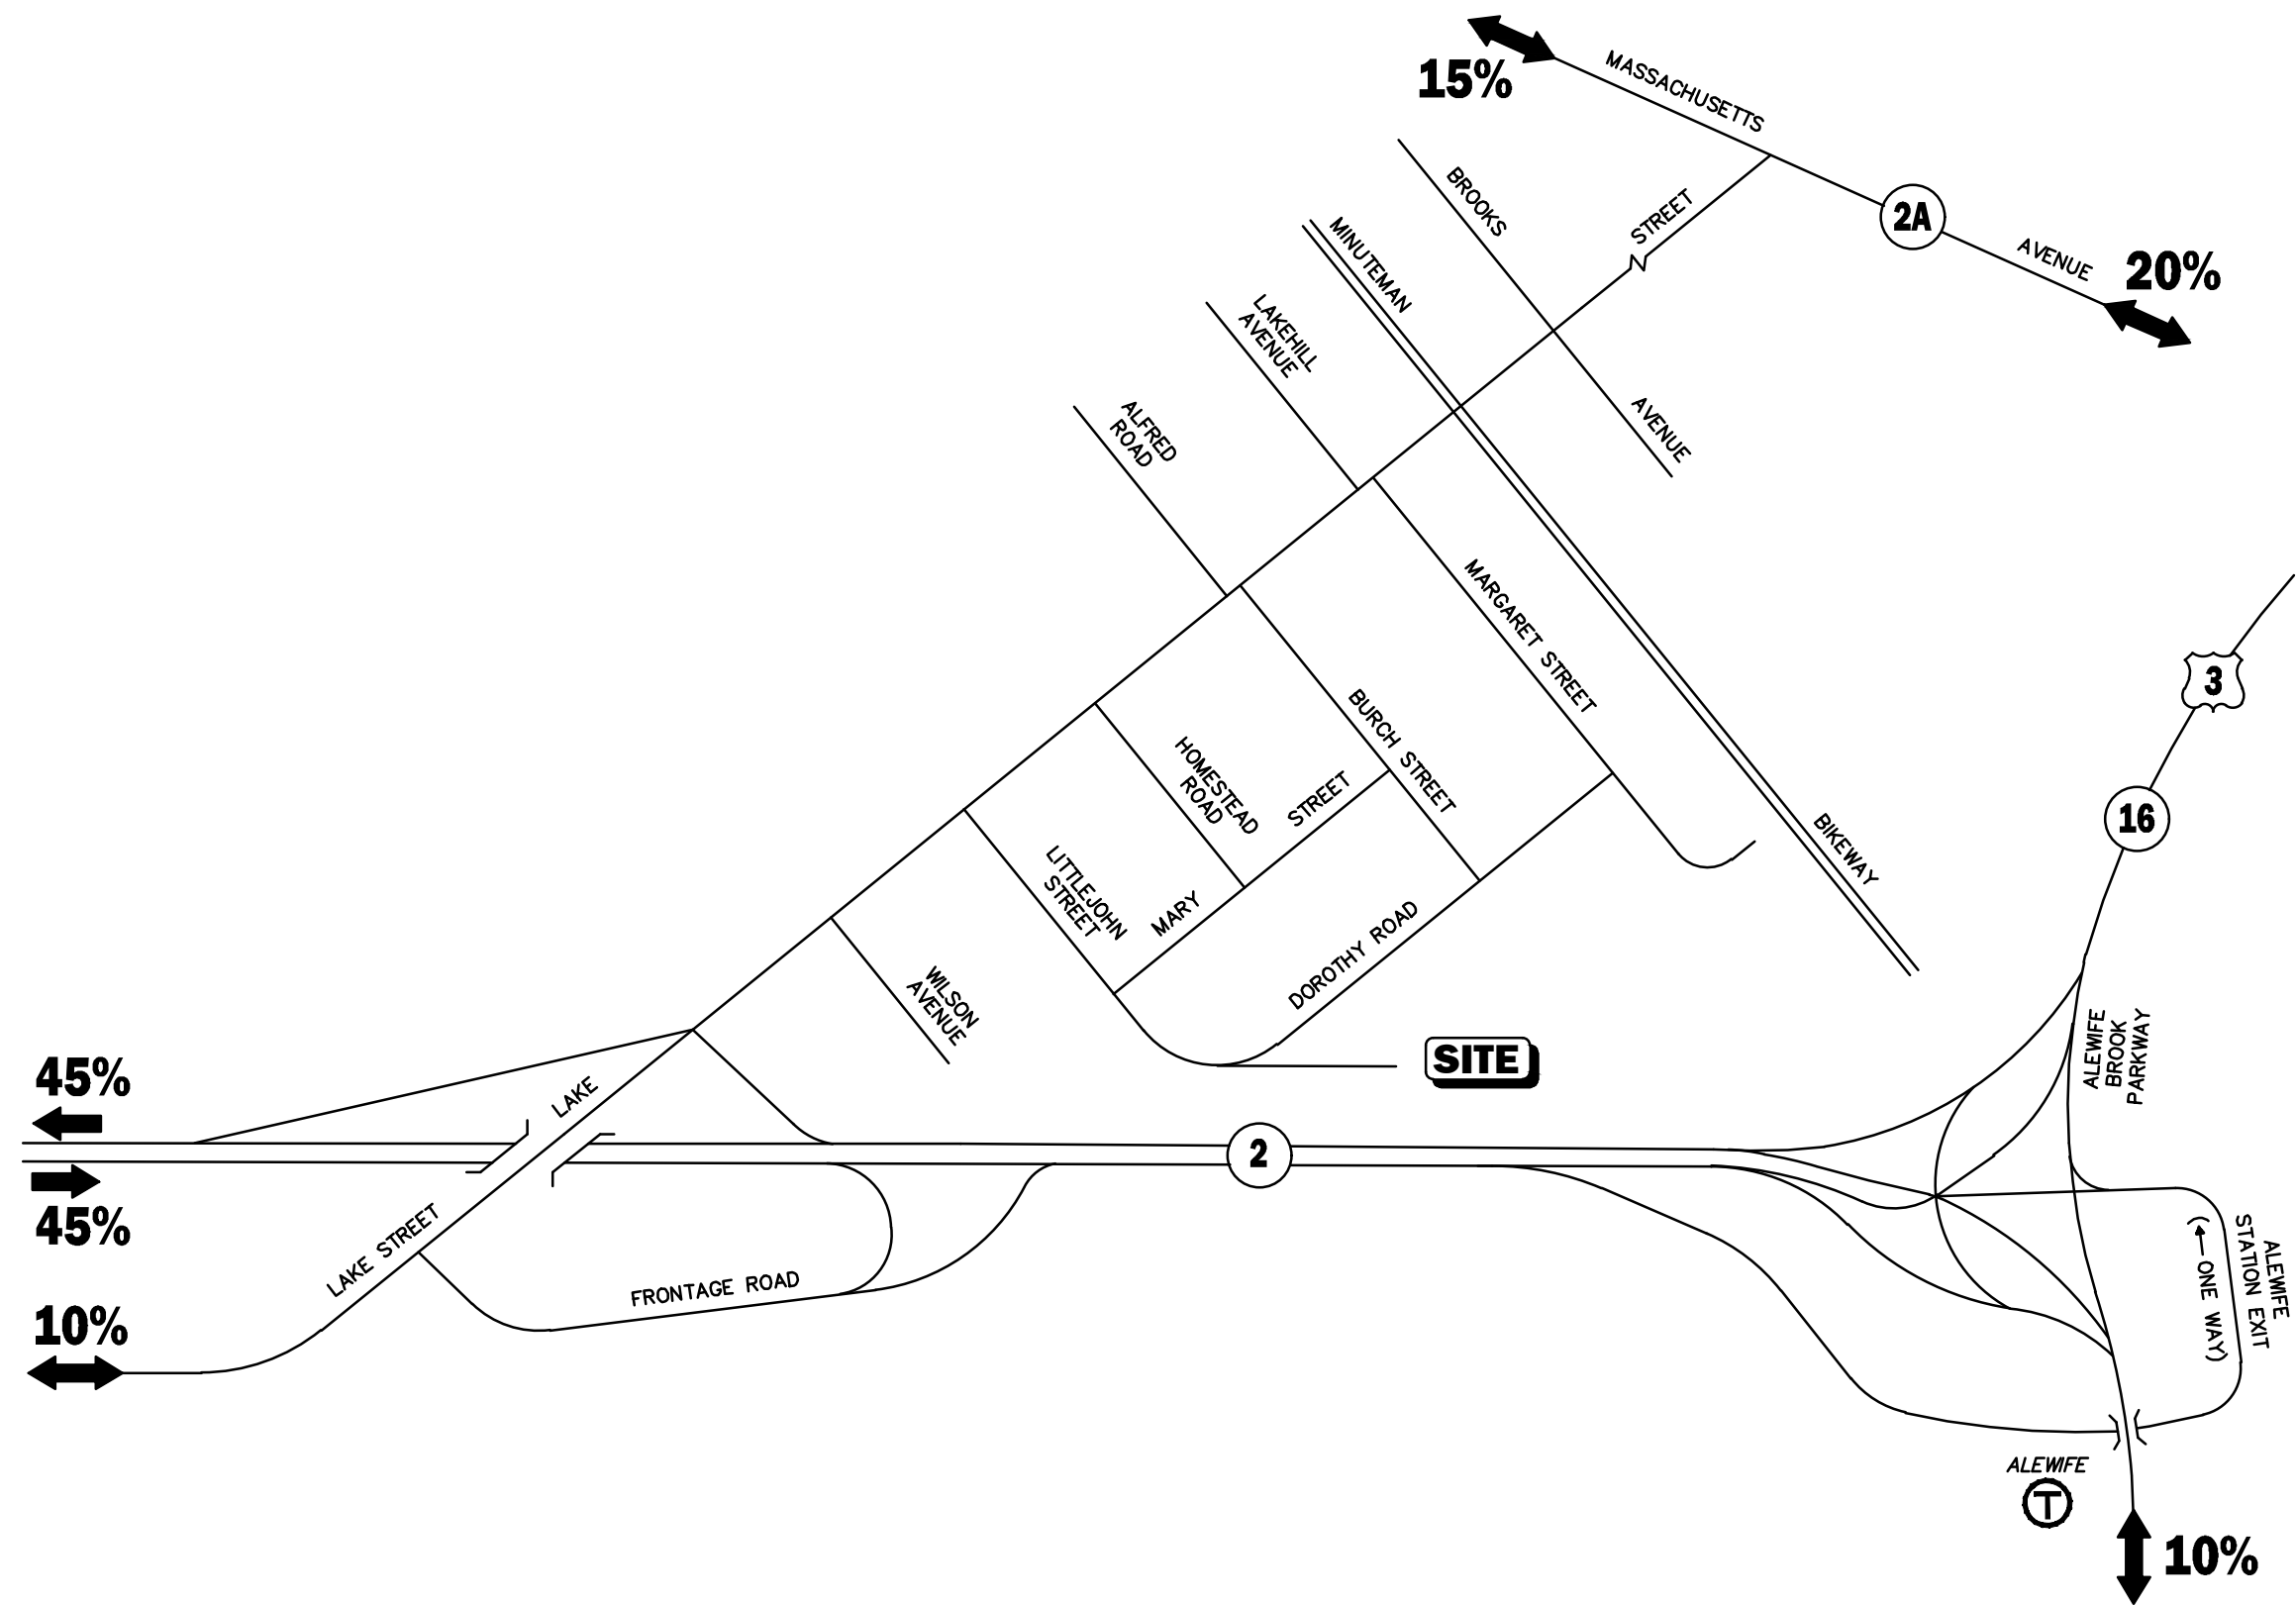 15%
MASSACHUSETTS
2A
AVENUE
20%
BROOKS
STREET
AVENUE
MINUTEMAN
BIKEWAY
LAKEHILL
AVENUE
ALFRED
ROAD
MARGARET STREET
BURCH STREET
HOMESTEAD
ROAD
MARY
STREET
LITTLEJOHN
STREET
DOROTHY ROAD
WILSON
AVENUE
SITE
3
16
ALEWIFE
BROOK
PARKWAY
45%
45%
LAKE
LAKE STREET
10%
FRONTAGE ROAD
2
ALEWIFE
STATION EXIT
(← ONE WAY)
ALEWIFE
T
10%